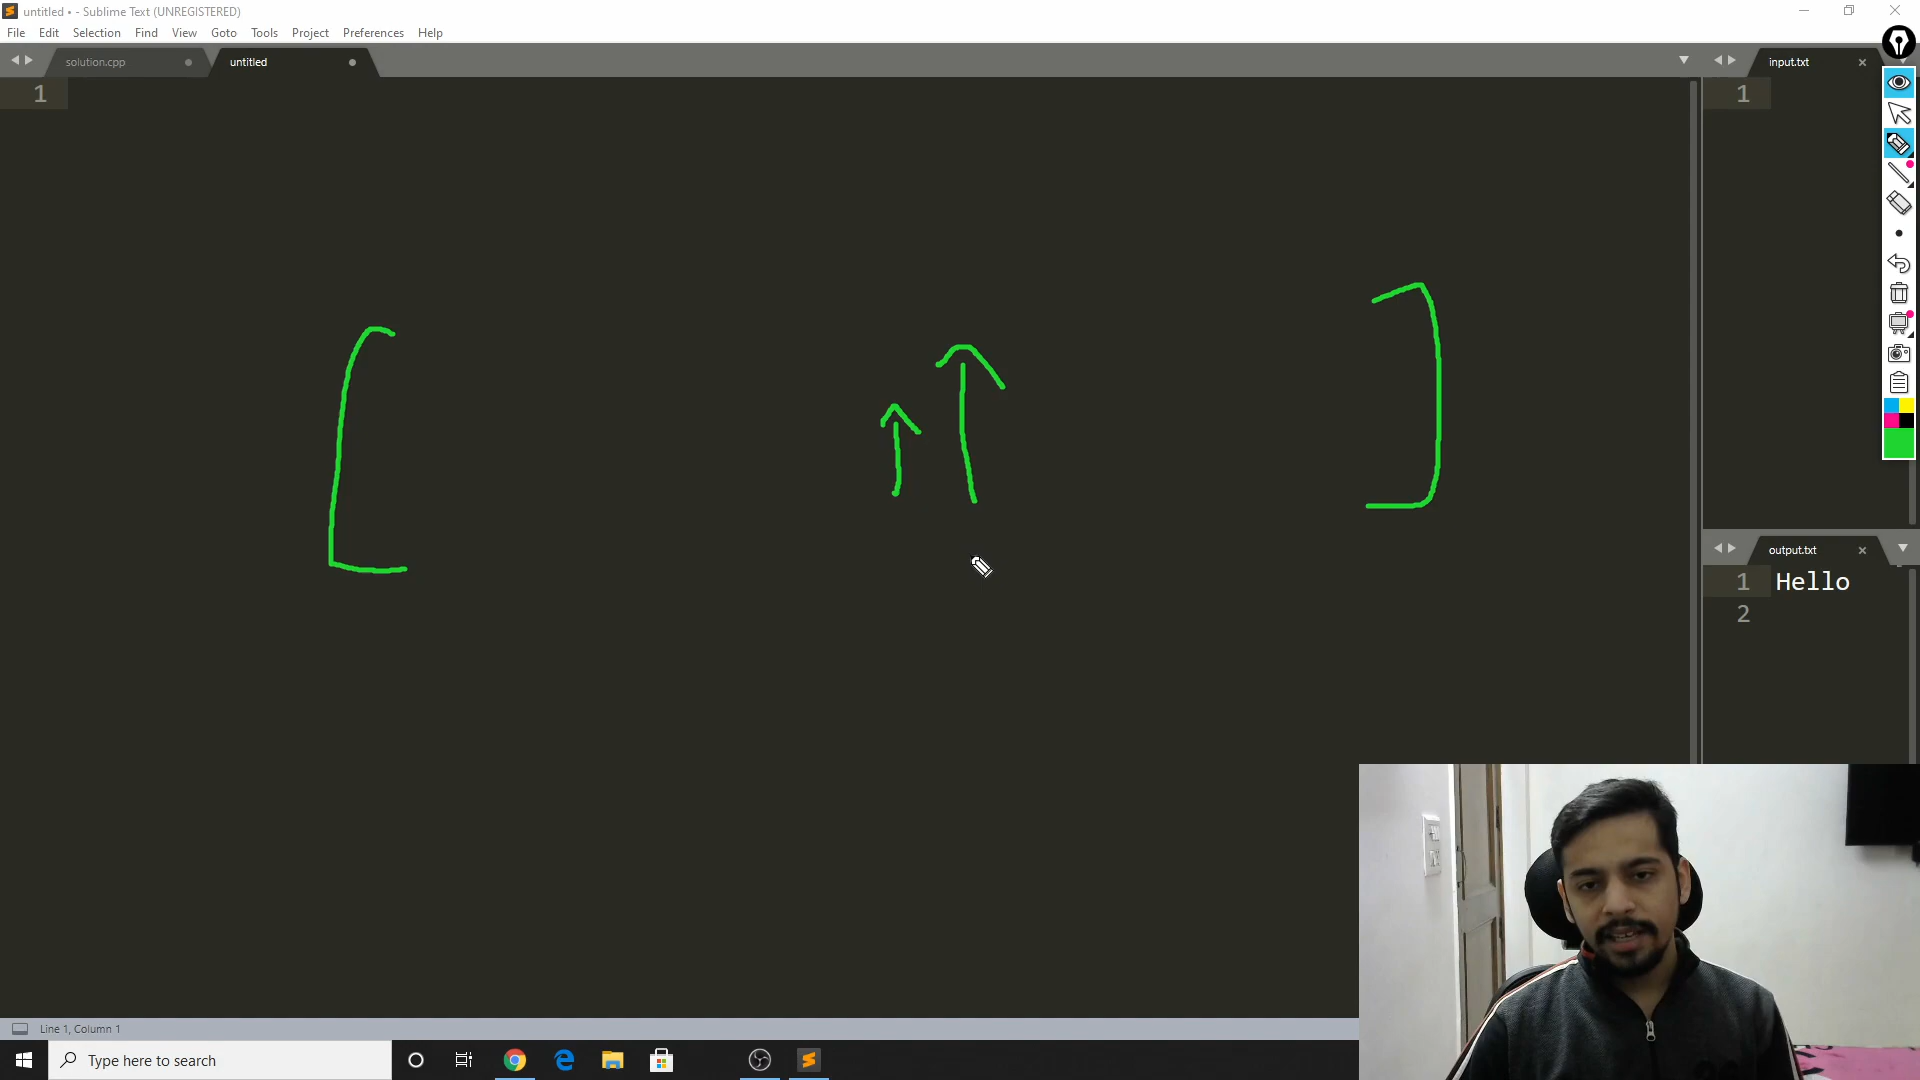 untitled • - Sublime Text (UNREGISTERED)
File Edit Selection Find View Goto Tools Project Preferences Help
solution.cpp
untitled
input.txt
1
1
output.txt
1 Hello
2
Line 1, Column 1
Type here to search